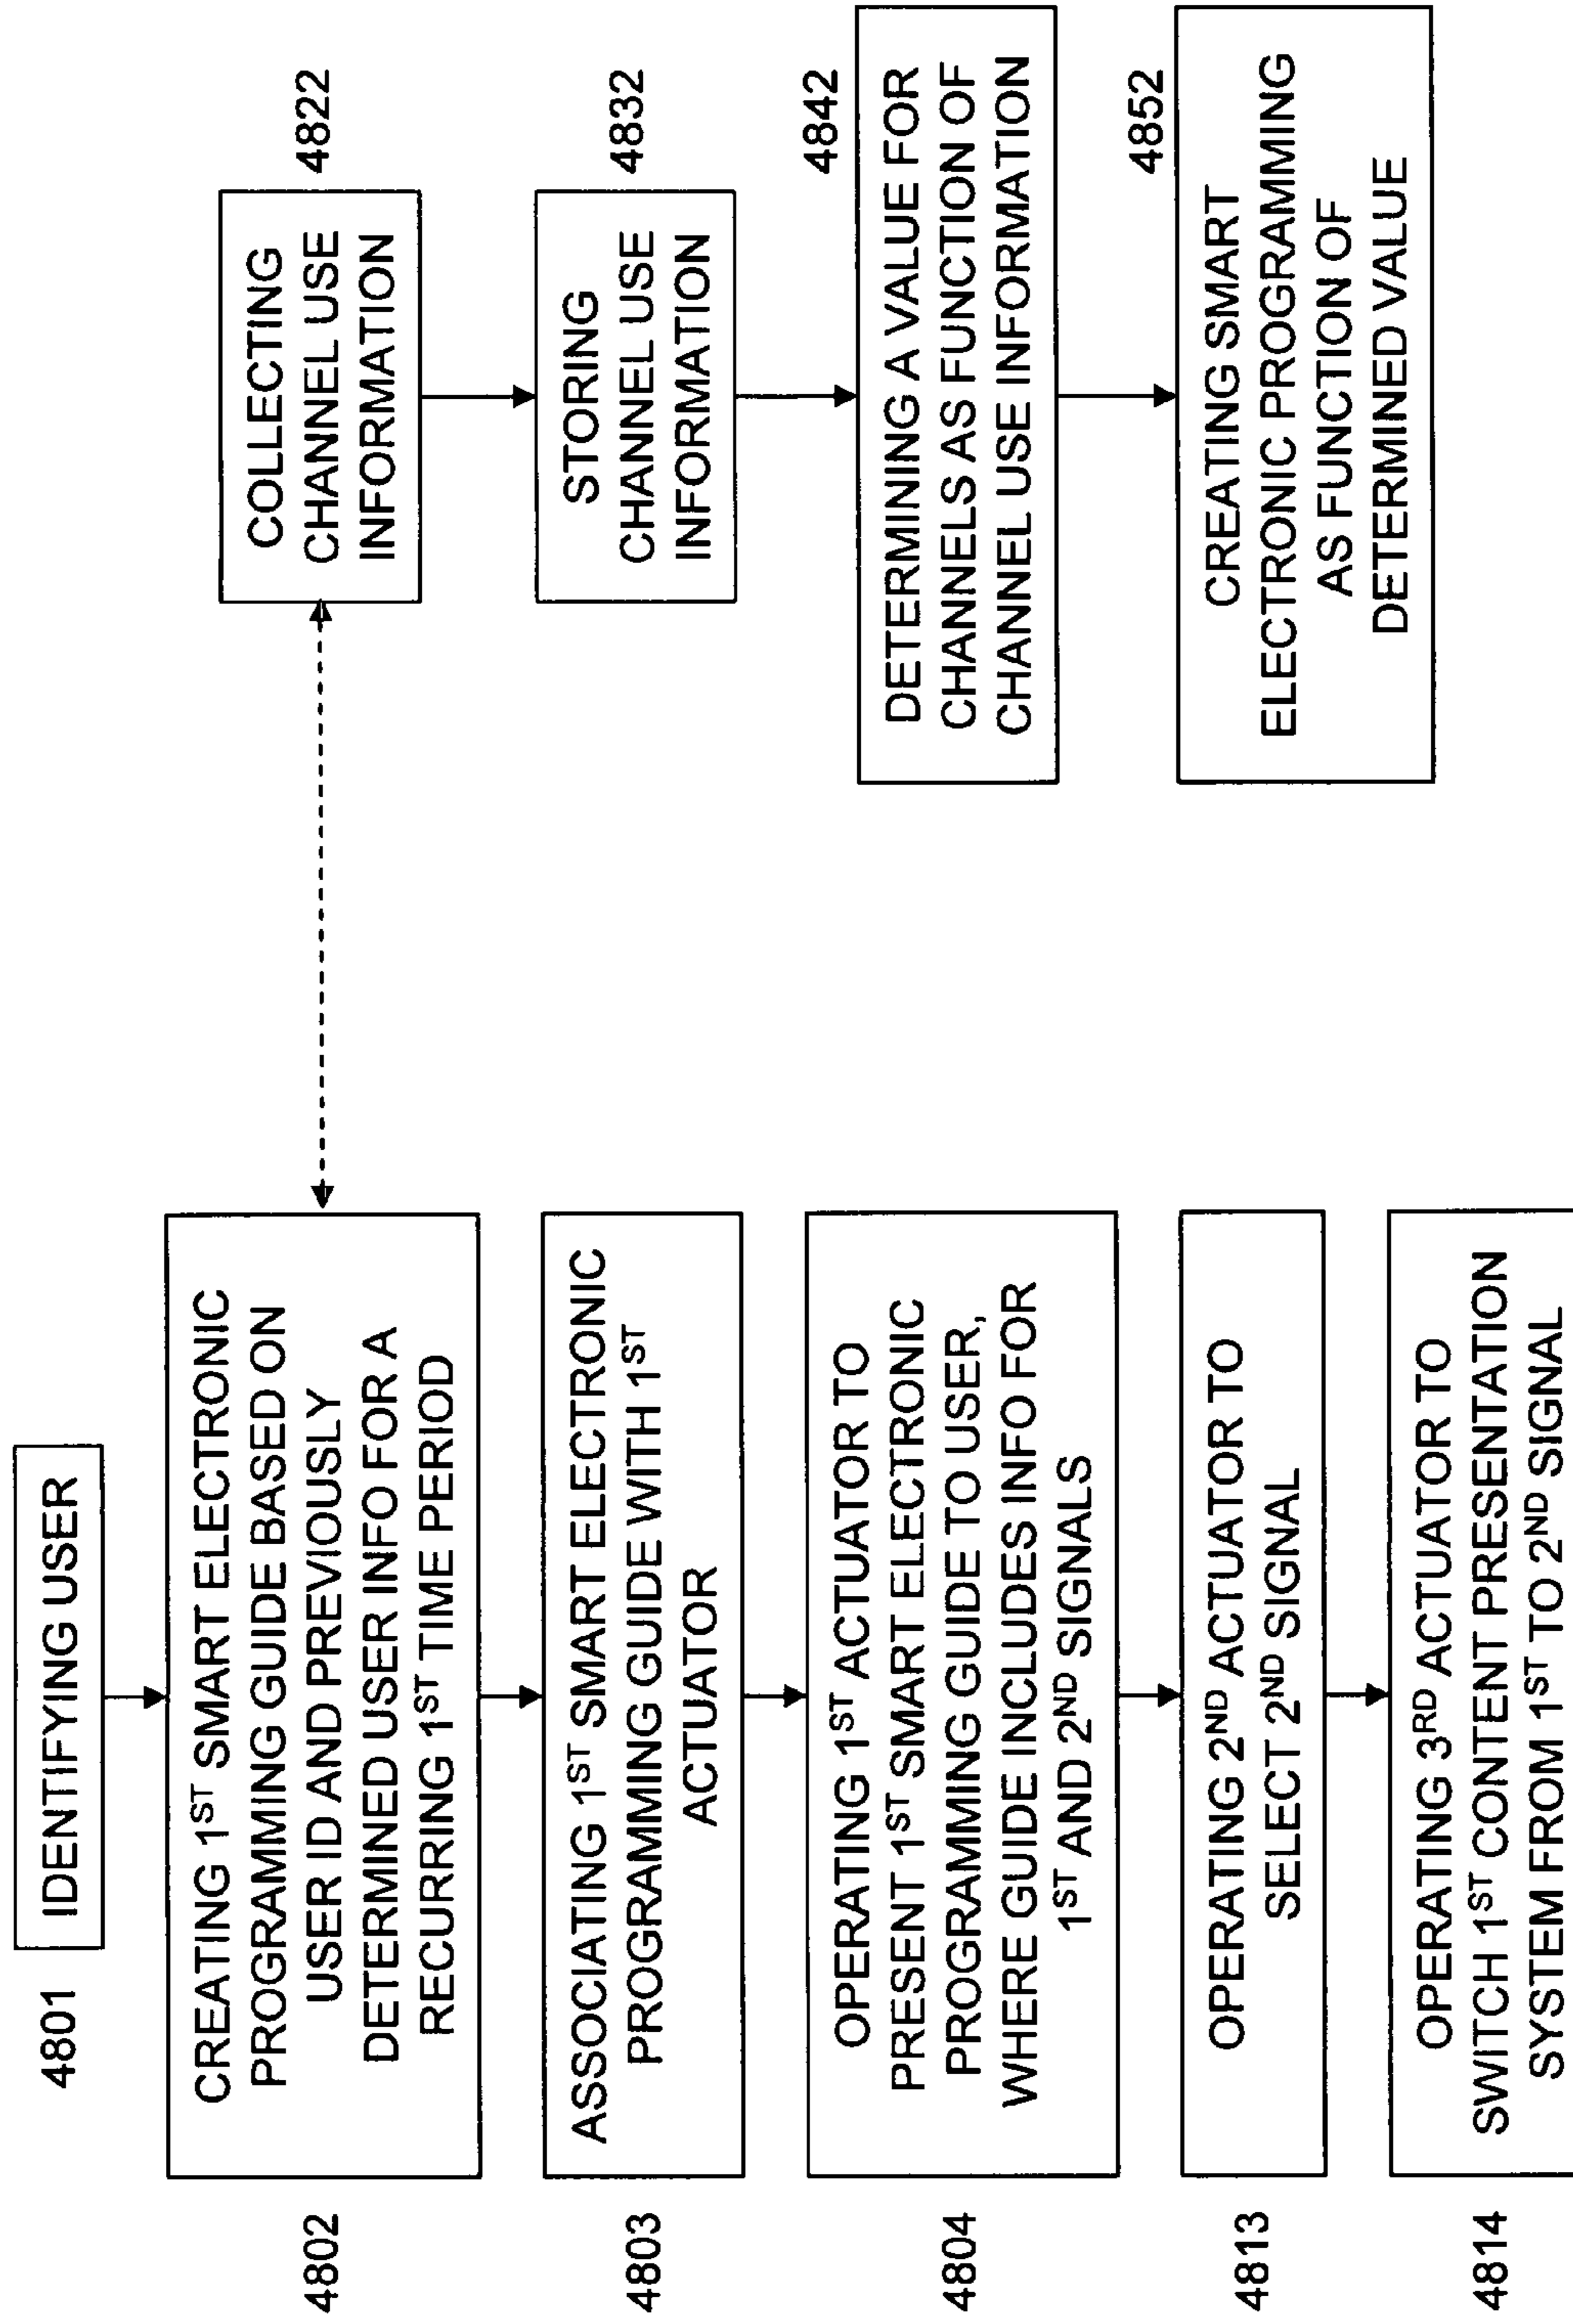 4801
IDENTIFYING USER
4802
CREATING 1ST SMART ELECTRONIC
PROGRAMMING GUIDE BASED ON
USER ID AND PREVIOUSLY
DETERMINED USER INFO FOR A
RECURRING 1ST TIME PERIOD
4803
ASSOCIATING 1ST SMART ELECTRONIC
PROGRAMMING GUIDE WITH 1ST
ACTUATOR
4804
OPERATING 1ST ACTUATOR TO
PRESENT 1ST SMART ELECTRONIC
PROGRAMMING GUIDE TO USER,
WHERE GUIDE INCLUDES INFO FOR
1ST AND 2ND SIGNALS
4813
OPERATING 2ND ACTUATOR TO
SELECT 2ND SIGNAL
4814
OPERATING 3RD ACTUATOR TO
SWITCH 1ST CONTENT PRESENTATION
SYSTEM FROM 1ST TO 2ND SIGNAL
COLLECTING
CHANNEL USE
INFORMATION
4822
STORING
CHANNEL USE
INFORMATION
4832
DETERMINING A VALUE FOR
CHANNELS AS FUNCTION OF
CHANNEL USE INFORMATION
4842
CREATING SMART
ELECTRONIC PROGRAMMING
AS FUNCTION OF
DETERMINED VALUE
4852